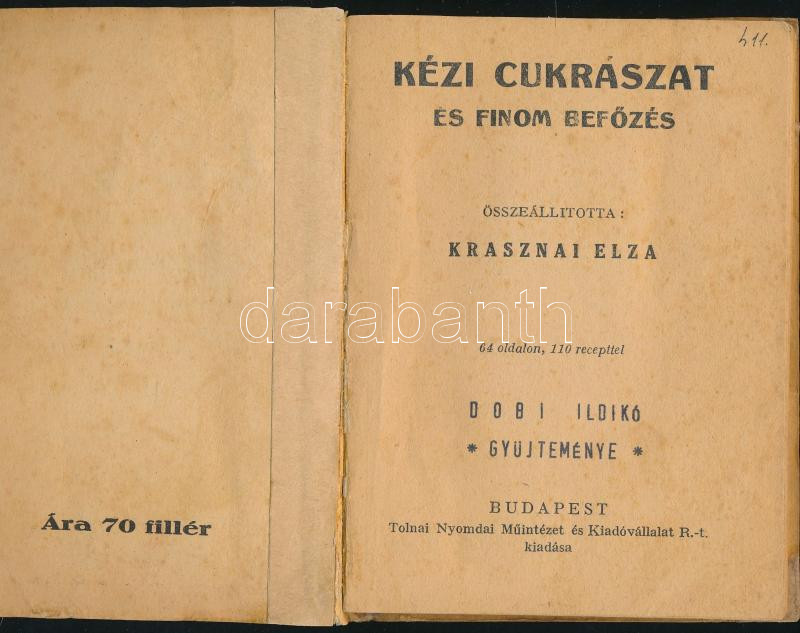 Ára 70 fillér
411.
KÉZI CUKRÁSZAT
ÉS FINOM BEFŐZÉS
ÖSSZEÁLLITOTTA :
KRASZNAI ELZA
darabanth
64 oldalon, 110 recepttel
DOBI ILDIKÓ
* GYÜJTEMÉNYE *
BUDAPEST
Tolnai Nyomdai Műintézet és Kiadóvállalat R.-t.
kiadása